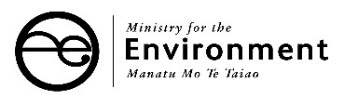 Ministry for the
Environment
Manatu Mo Te Taiao